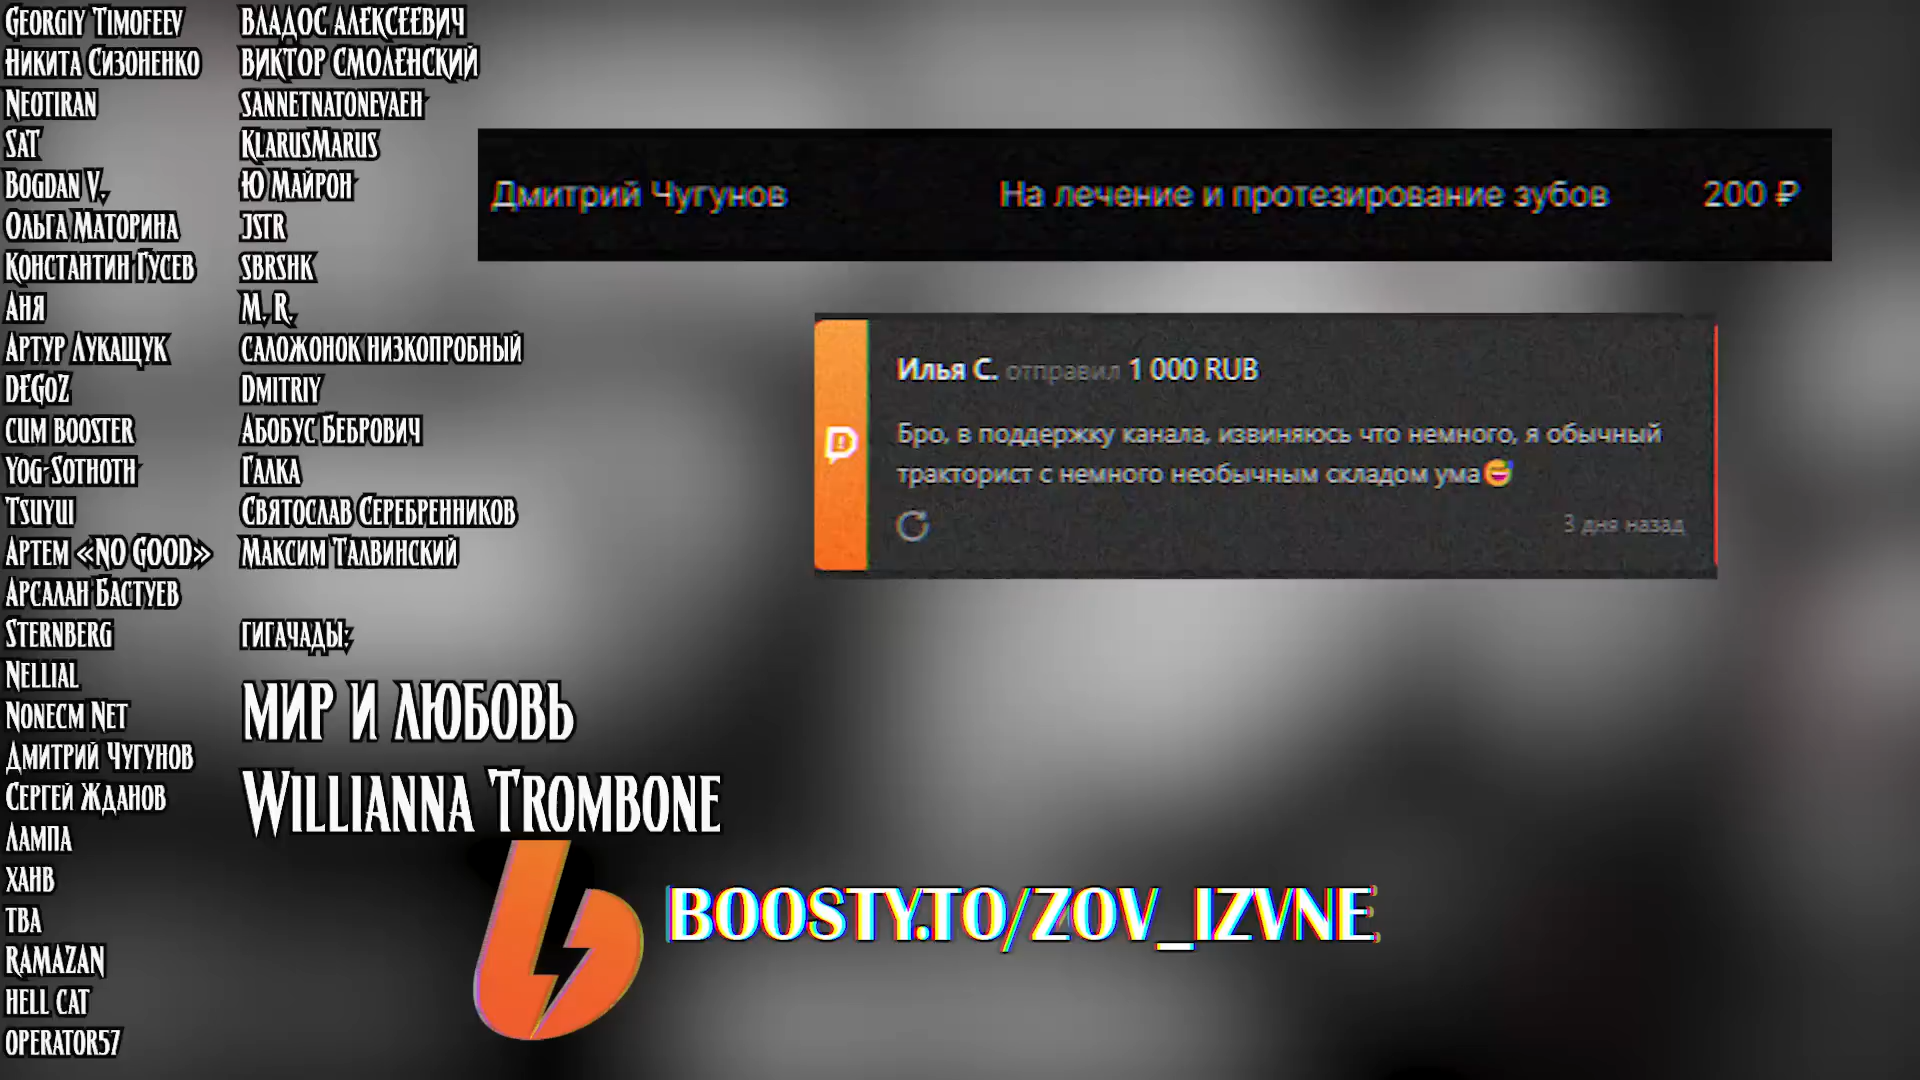 Georgiy Timofeev
Никита Сизоненко
Neotiran
SaT
Bogdan V.
Ольга Маторина
Константин Гусев
Аня
Артур Лукащук
DEGoZ
cum booster
Yog-Sothoth
Tsuyui
Артем «NO GOOD»
Арсалан Бастуев
Sternberg
Nellial
Nonecm Net
Дмитрий Чугунов
Сергей Жданов
Лампа
ханв
тва
RAMAZAN
HELL CAT
OPERATOR57
ВЛАДОС АЛЕКСЕЕВИЧ
ВИКТОР СМОЛЕНСКИЙ
sannetnatonevaeh
KlarusMarus
Ю Майрон
jstr
sbrshk
M. R.
саложонок низкопробный
Dmitriy
Абобус Бебрович
Галка
Святослав Серебренников
Максим Талвинский
гигачады:
МИР И ЛЮБОВЬ
Willianna Trombone
Дмитрий Чугунов На лечение и протезирование зубов 200 ₽
Илья С. отправил 1 000 RUB
Бро, в поддержку канала, извиняюсь что немного, я обычный
тракторист с немного необычным складом ума😅
3 дня назад
BOOSTY.TO/ZOV_IZVNE